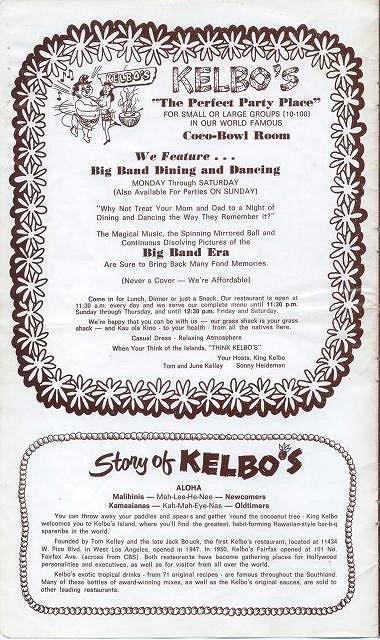 KELBO'S
KELBO'S
"The Perfect Party Place"
FOR SMALL OR LARGE GROUPS (10-100)
IN OUR WORLD FAMOUS
Coco-Bowl Room
We Feature . . .
Big Band Dining and Dancing
MONDAY Through SATURDAY
(Also Available For Parties ON SUNDAY)
"Why Not Treat Your Mom and Dad to a Night of
Dining and Dancing the Way They Remember it?"
The Magical Music, the Spinning Mirrored Ball and
Continuous Disolving Pictures of the
Big Band Era
Are Sure to Bring Back Many Fond Memories.
(Never a Cover — We're Affordable)
Come in for Lunch, Dinner or just a Snack. Our restaurant is open at
11:30 a.m. every day and we serve our complete menu until 11:30 p.m.
Sunday through Thursday, and until 12:30 p.m. Friday and Saturday.
We're happy that you can be with us — our grass shack is your grass
shack — and Kau ola Kino - to your health - from all the natives here.
Casual Dress - Relaxing Atmosphere
When Your Think of the Islands, "THINK KELBO'S"
Your Hosts, King Kelbo
Tom and June Kelley Sonny Heideman
Story of KELBO'S
ALOHA
Malihinis — Mah-Lee-He-Nee — Newcomers
Kamaaianas — Kah-Mah-Eye-Nas — Oldtimers
You can throw away your paddles and spears and gather 'round the cocoanut tree - King Kelbo
welcomes you to Kelbo's Island, where you'll find the greatest, habit-forming Hawaiian-style bar-b-q
spareribs in the world.
Founded by Tom Kelley and the late Jack Bouck, the first Kelbo's restaurant, located at 11434
W. Pico Blvd. in West Los Angeles, opened in 1947. In 1950, Kelbo's Fairfax opened at 101 No.
Fairfax Ave. (across from CBS). Both restaurants have become gathering places for Hollywood
personalities and executives, as well as for visitor from all over the world.
Kelbo's exotic tropical drinks - from 71 original recipes - are famous throughout the Southland.
Many of these bottles of award-winning mixes, as well as the Kelbo's original sauces, are sold to
other leading restaurants.